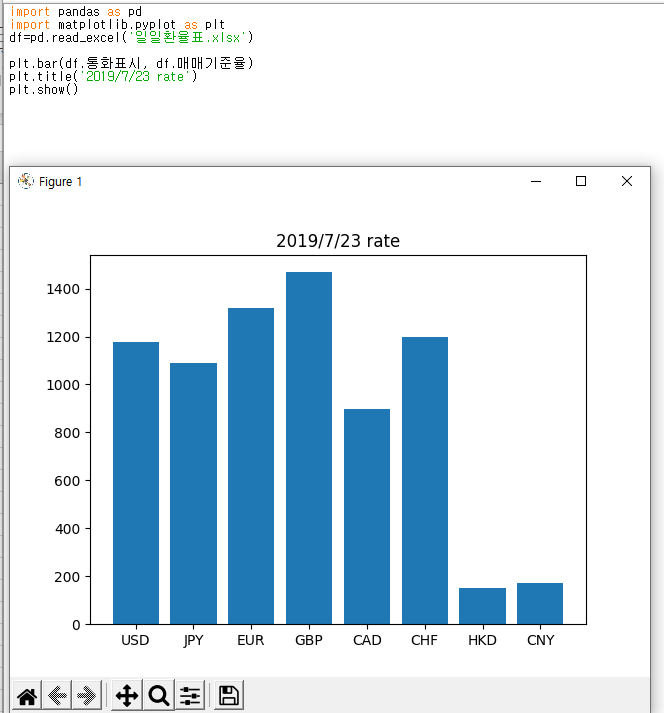 import pandas as pd
import matplotlib.pyplot as plt
df=pd.read_excel('일일환율표.xlsx')
plt.bar(df.통화표시, df.매매기준율)
plt.title('2019/7/23 rate')
plt.show()
Figure 1
2019/7/23 rate
1400
1200
1000
800
600
400
200
0
USD JPY EUR GBP CAD CHF HKD CNY